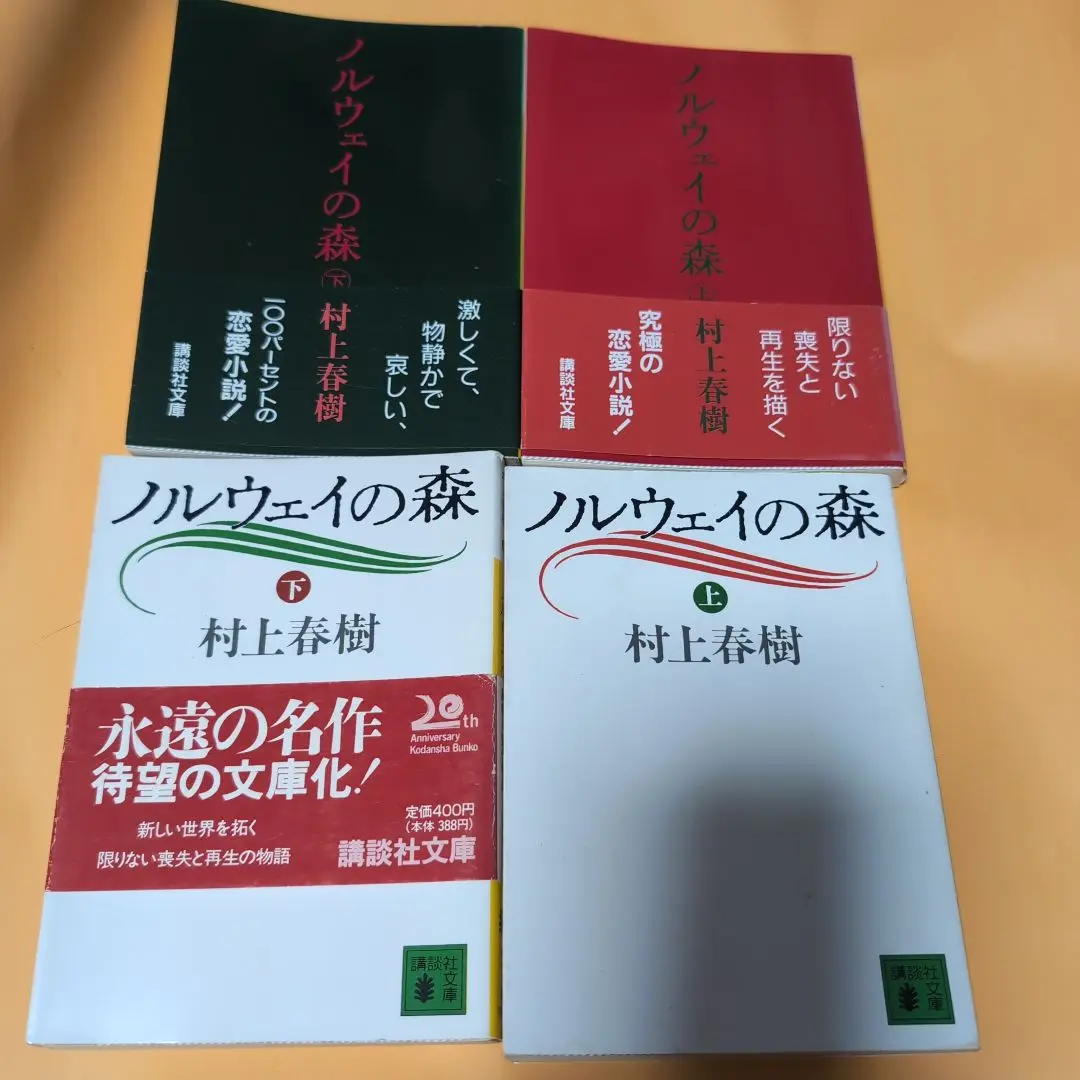 ノルウェイの森 下
村上春樹
激しくて、
物静かで
哀しい、
一〇〇パーセントの
恋愛小説!
講談社文庫
ノルウェイの森
村上春樹
限りない
喪失と
再生を描く
究極の
恋愛小説!
講談社文庫
ノルウェイの森
下
村上春樹
永遠の名作
待望の文庫化!
新しい世界を拓く
限りない喪失と再生の物語
20th
Anniversary
Kodansha Bunko
定価400円
(本体 388円)
講談社文庫
講談社
文庫
ノルウェイの森
上
村上春樹
講談社
文庫